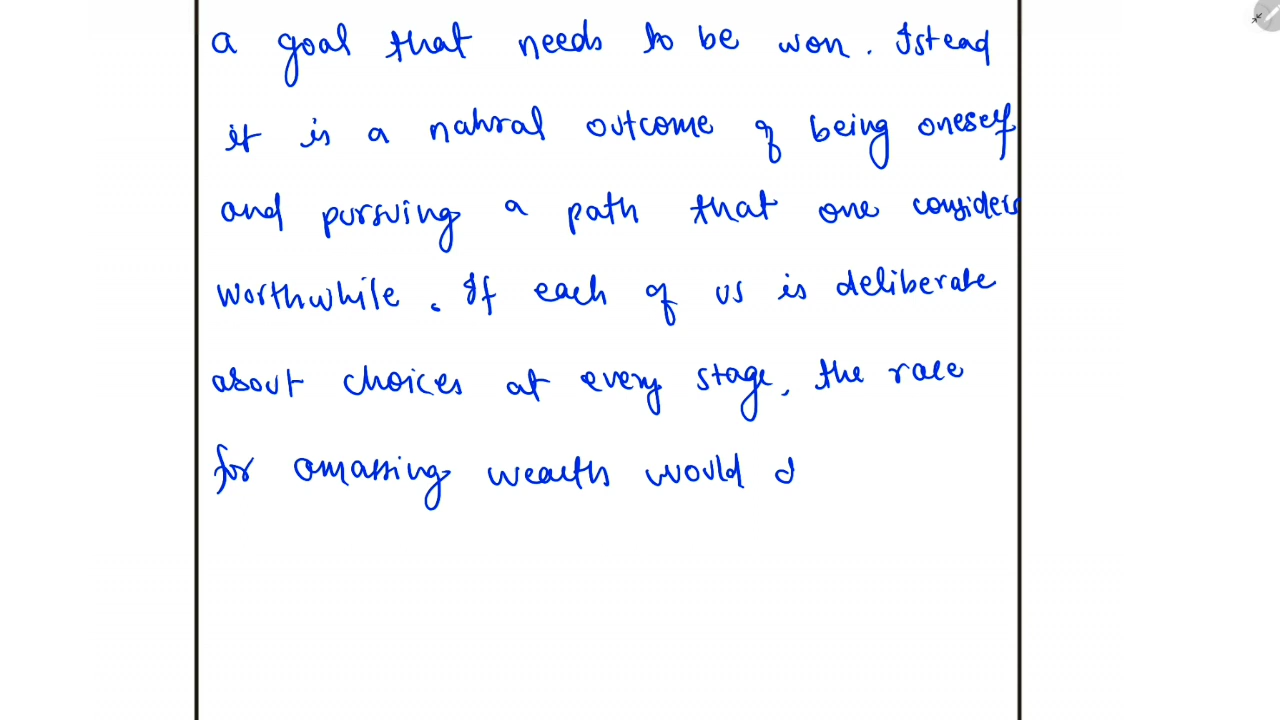 a goal that needs to be won. Istead
it is a natural outcome of being oneself
and pursuing a path that one considers
worthwhile. If each of us is deliberate
about choices at every stage, the race
for amassing wealth would d